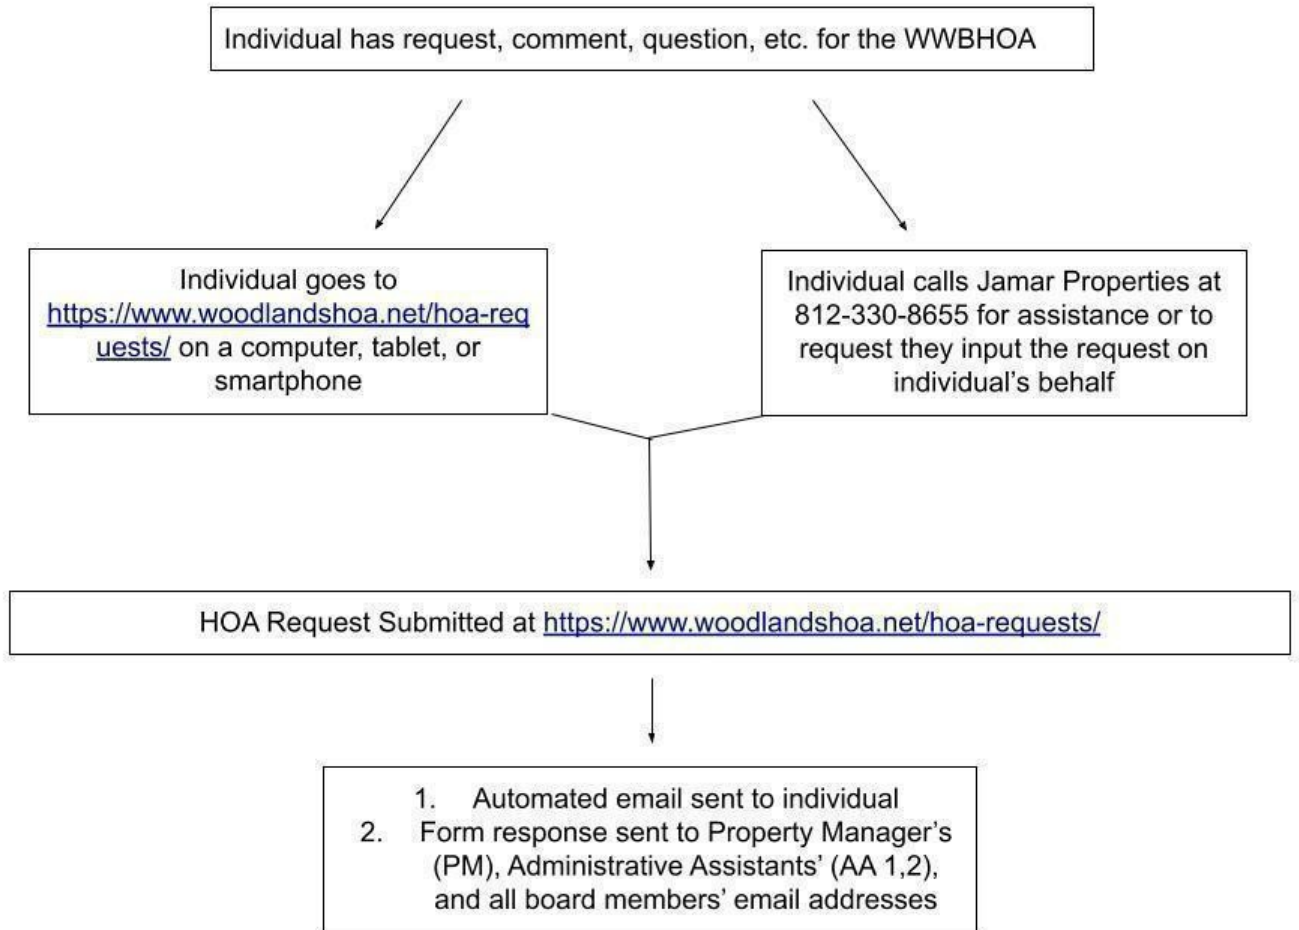 Individual has request, comment, question, etc. for the WWBHOA
Individual goes to
https://www.woodlandshoa.net/hoa-req
uests/ on a computer, tablet, or
smartphone
Individual calls Jamar Properties at
812-330-8655 for assistance or to
request they input the request on
individual’s behalf
HOA Request Submitted at https://www.woodlandshoa.net/hoa-requests/
1. Automated email sent to individual
2. Form response sent to Property Manager’s
(PM), Administrative Assistants’ (AA 1,2),
and all board members’ email addresses